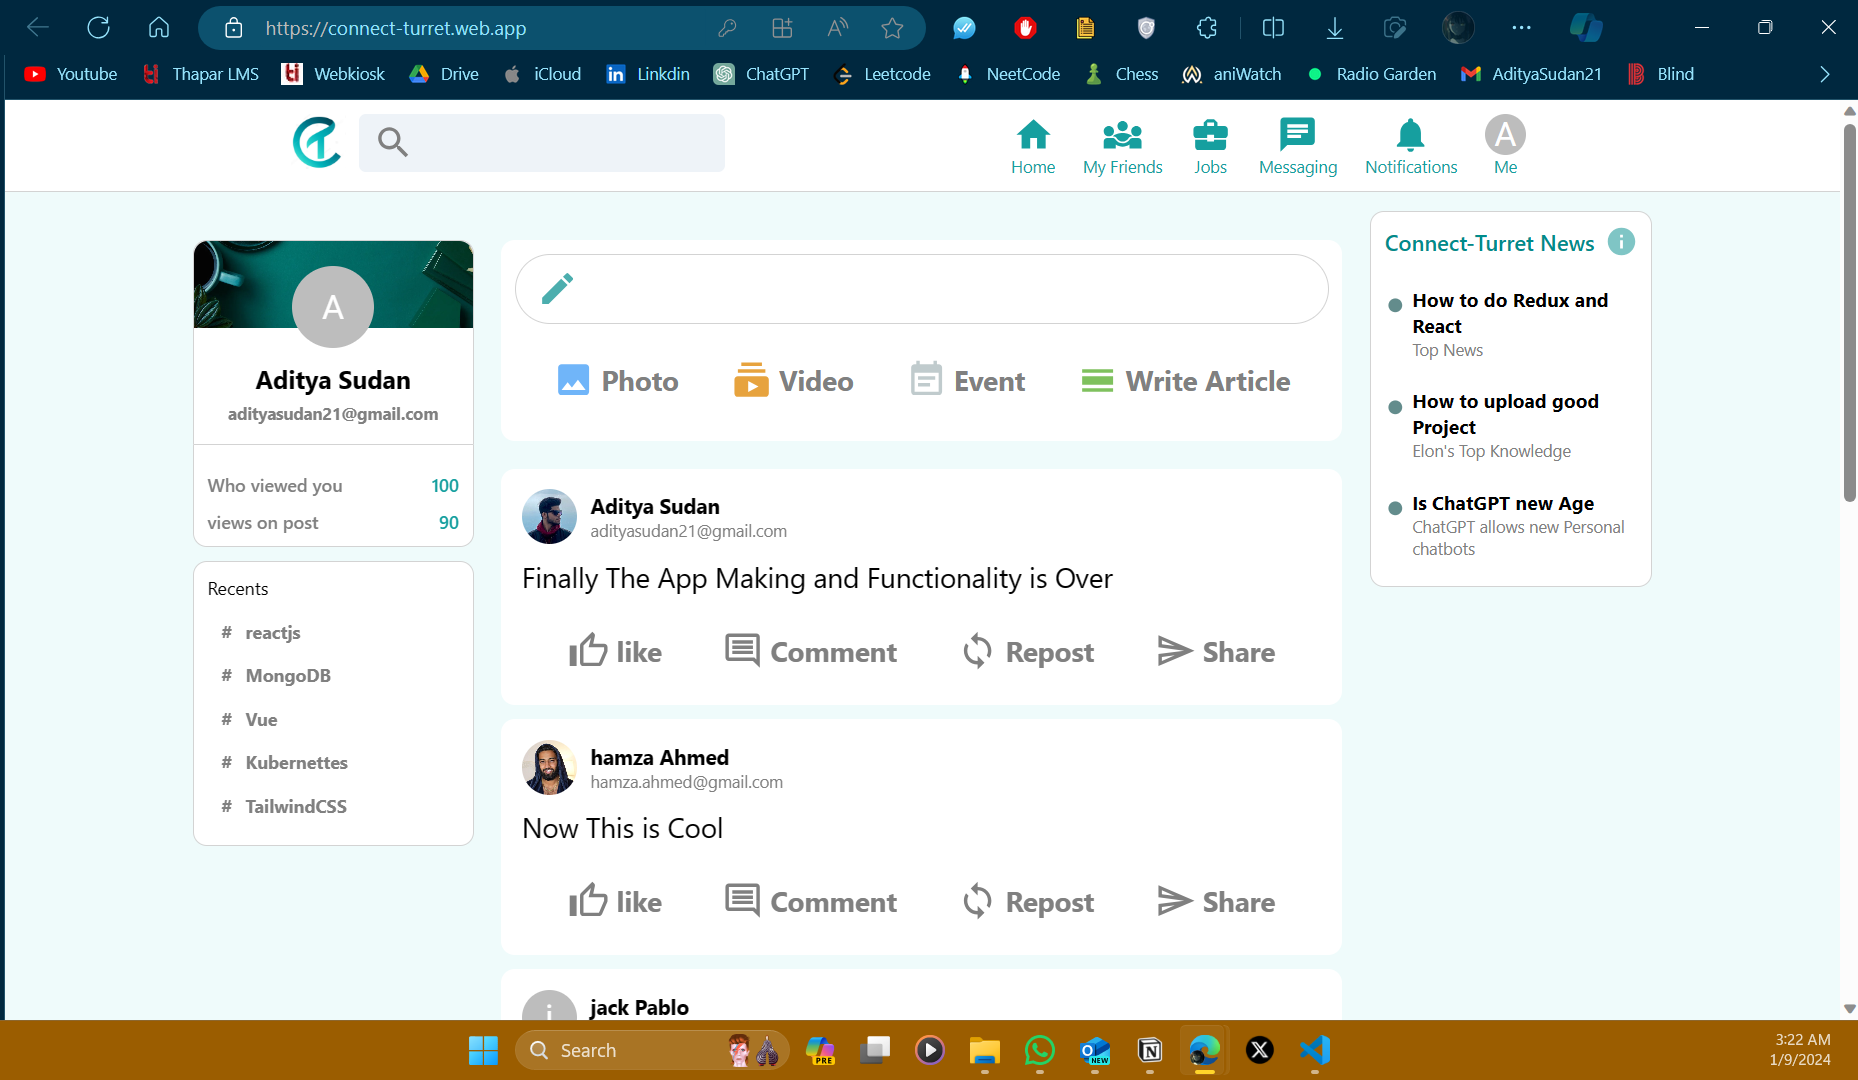 https://connect-turret.web.app
Youtube Thapar LMS Webkiosk Drive iCloud Linkdin ChatGPT Leetcode NeetCode Chess aniWatch Radio Garden AdityaSudan21 Blind
Home My Friends Jobs Messaging Notifications A Me
A
Aditya Sudan
adityasudan21@gmail.com
Who viewed you 100
views on post 90
Recents
# reactjs
# MongoDB
# Vue
# Kubernettes
# TailwindCSS
Photo Video Event Write Article
Aditya Sudan
adityasudan21@gmail.com
Finally The App Making and Functionality is Over
like Comment Repost Share
hamza Ahmed
hamza.ahmed@gmail.com
Now This is Cool
like Comment Repost Share
jack Pablo
Connect-Turret News
How to do Redux and
React
Top News
How to upload good
Project
Elon's Top Knowledge
Is ChatGPT new Age
ChatGPT allows new Personal
chatbots
Search
PRE
NEW
3:22 AM
1/9/2024